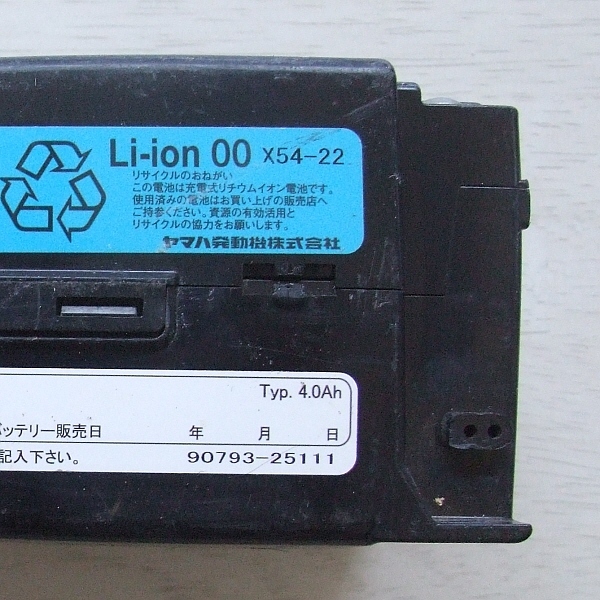 Li-ion 00 X54-22
リサイクルのおねがい
この電池は充電式リチウムイオン電池です。
使用済みの電池はお買い上げの販売店へ
ご持参ください。資源の有効活用と
リサイクルの協力をお願いします。
ヤマハ発動機株式会社
Typ. 4.0Ah
バッテリー販売日 年 月 日
記入下さい。 90793-25111